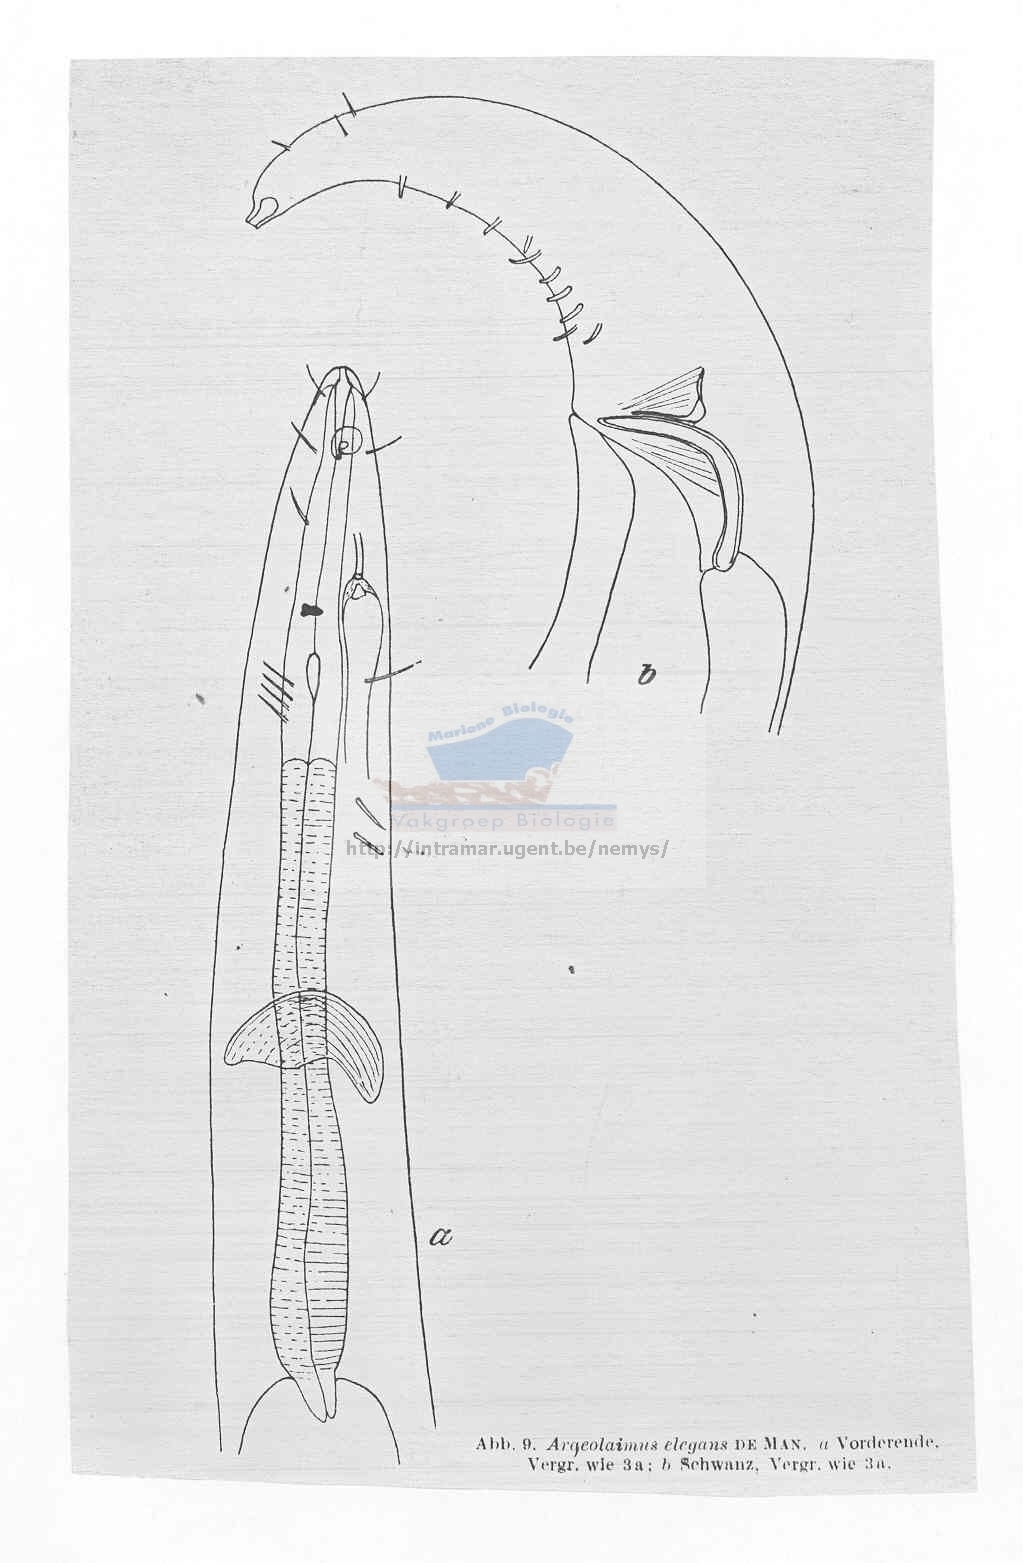 b
Mariene Biologie
Vakgroep Biologie
http://intramar.ugent.be/nemys/
a
Abb. 9. Arqeolaimus elegans DE MAN. a Vorderende,
Vergr. wie 3a; b Schwanz, Vergr. wie 3a.